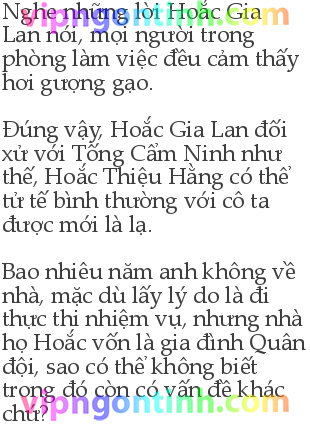 Nghe những lời Hoắc Gia
Lan nói, mọi người trong
phòng làm việc đều cảm thấy
hơi gượng gạo.
Đúng vậy, Hoắc Gia Lan đối
xử với Tống Cẩm Ninh như
thế, Hoắc Thiệu Hằng có thể
tử tế bình thường với cô ta
được mới là lạ.
Bao nhiêu năm anh không về
nhà, mặc dù lấy lý do là đi
thực thi nhiệm vụ, nhưng nhà
họ Hoắc vốn là gia đình Quân
đội, sao có thể không biết
trong đó còn có vấn đề khác
chứ?
vipngontinh.com
vipngontinh.com